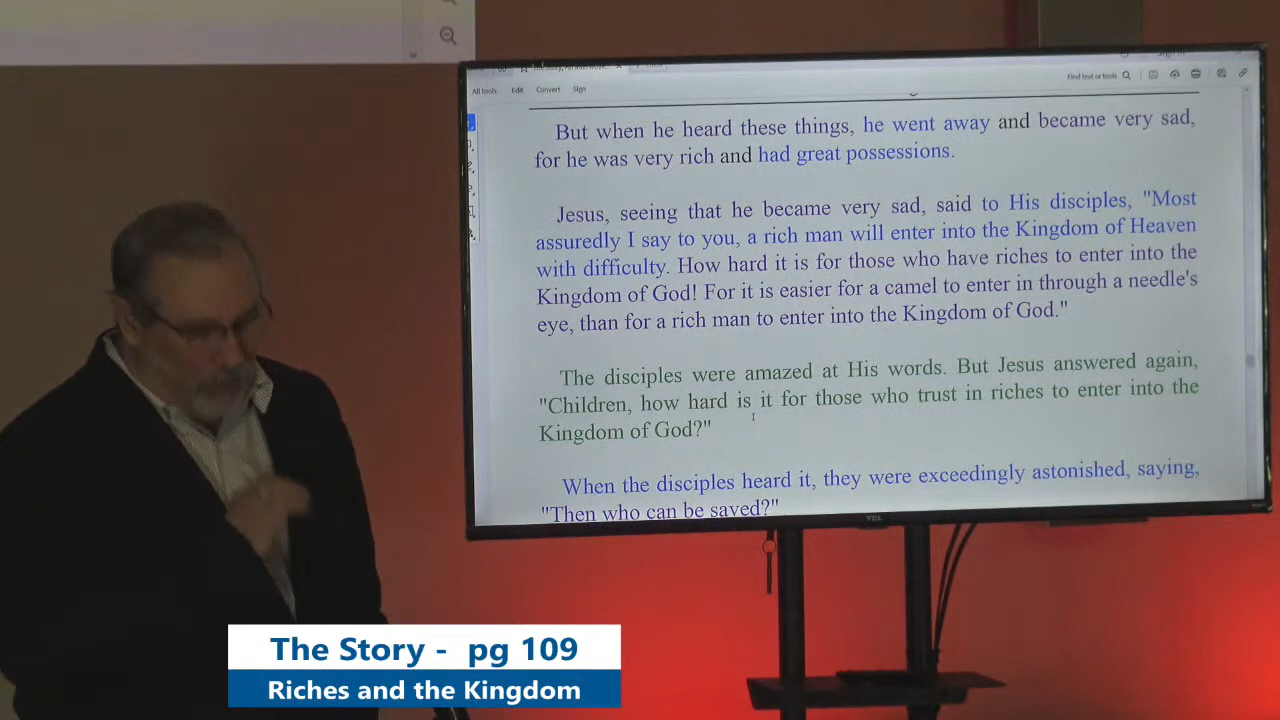 All tools Edit Convert Sign
Find text or tools
But when he heard these things, he went away and became very sad,
for he was very rich and had great possessions.
Jesus, seeing that he became very sad, said to His disciples, "Most
assuredly I say to you, a rich man will enter into the Kingdom of Heaven
with difficulty. How hard it is for those who have riches to enter into the
Kingdom of God! For it is easier for a camel to enter in through a needle's
eye, than for a rich man to enter into the Kingdom of God."
The disciples were amazed at His words. But Jesus answered again,
"Children, how hard is it for those who trust in riches to enter into the
Kingdom of God?"
When the disciples heard it, they were exceedingly astonished, saying,
"Then who can be saved?"
TCL
The Story - pg 109
Riches and the Kingdom